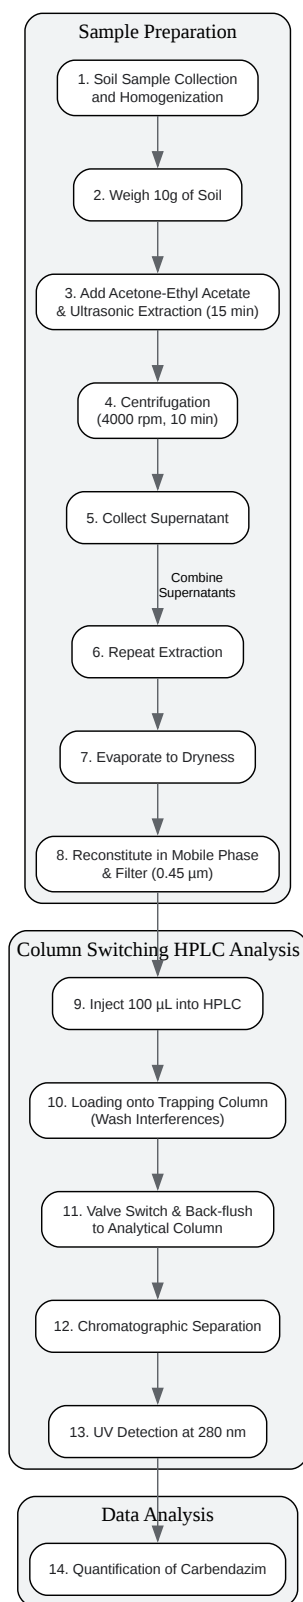 Sample Preparation
1. Soil Sample Collection
and Homogenization
2. Weigh 10g of Soil
3. Add Acetone-Ethyl Acetate
& Ultrasonic Extraction (15 min)
4. Centrifugation
(4000 rpm, 10 min)
5. Collect Supernatant
Combine
Supernatants
6. Repeat Extraction
7. Evaporate to Dryness
8. Reconstitute in Mobile Phase
& Filter (0.45 µm)
Column Switching HPLC Analysis
9. Inject 100 µL into HPLC
10. Loading onto Trapping Column
(Wash Interferences)
11. Valve Switch & Back-flush
to Analytical Column
12. Chromatographic Separation
13. UV Detection at 280 nm
Data Analysis
14. Quantification of Carbendazim